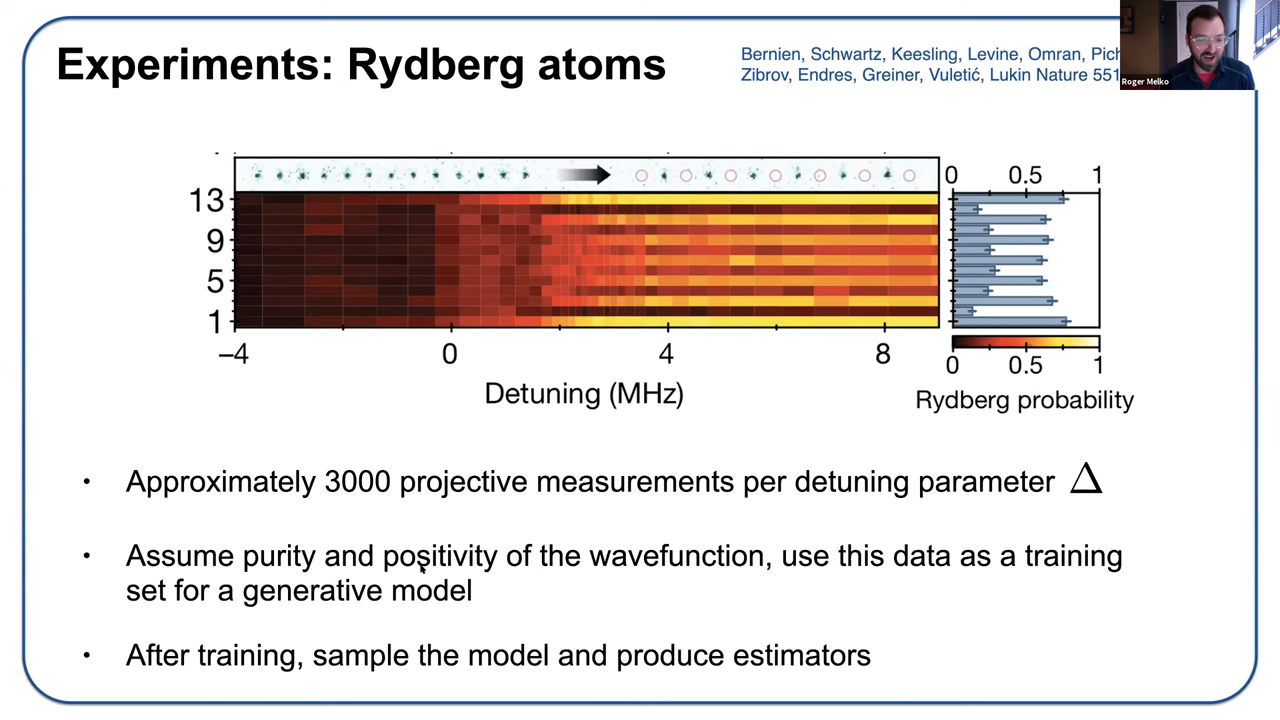 Experiments: Rydberg atoms
Bernien, Schwartz, Keesling, Levine, Omran,
Zibrov, Endres, Greiner, Vuletić, Lukin Nature 551
Roger Melko
13
9
5
1
−4
0
4
8
Detuning (MHz)
0
0.5
1
0
0.5
1
Rydberg probability
• Approximately 3000 projective measurements per detuning parameter Δ
• Assume purity and positivity of the wavefunction, use this data as a training
set for a generative model
• After training, sample the model and produce estimators